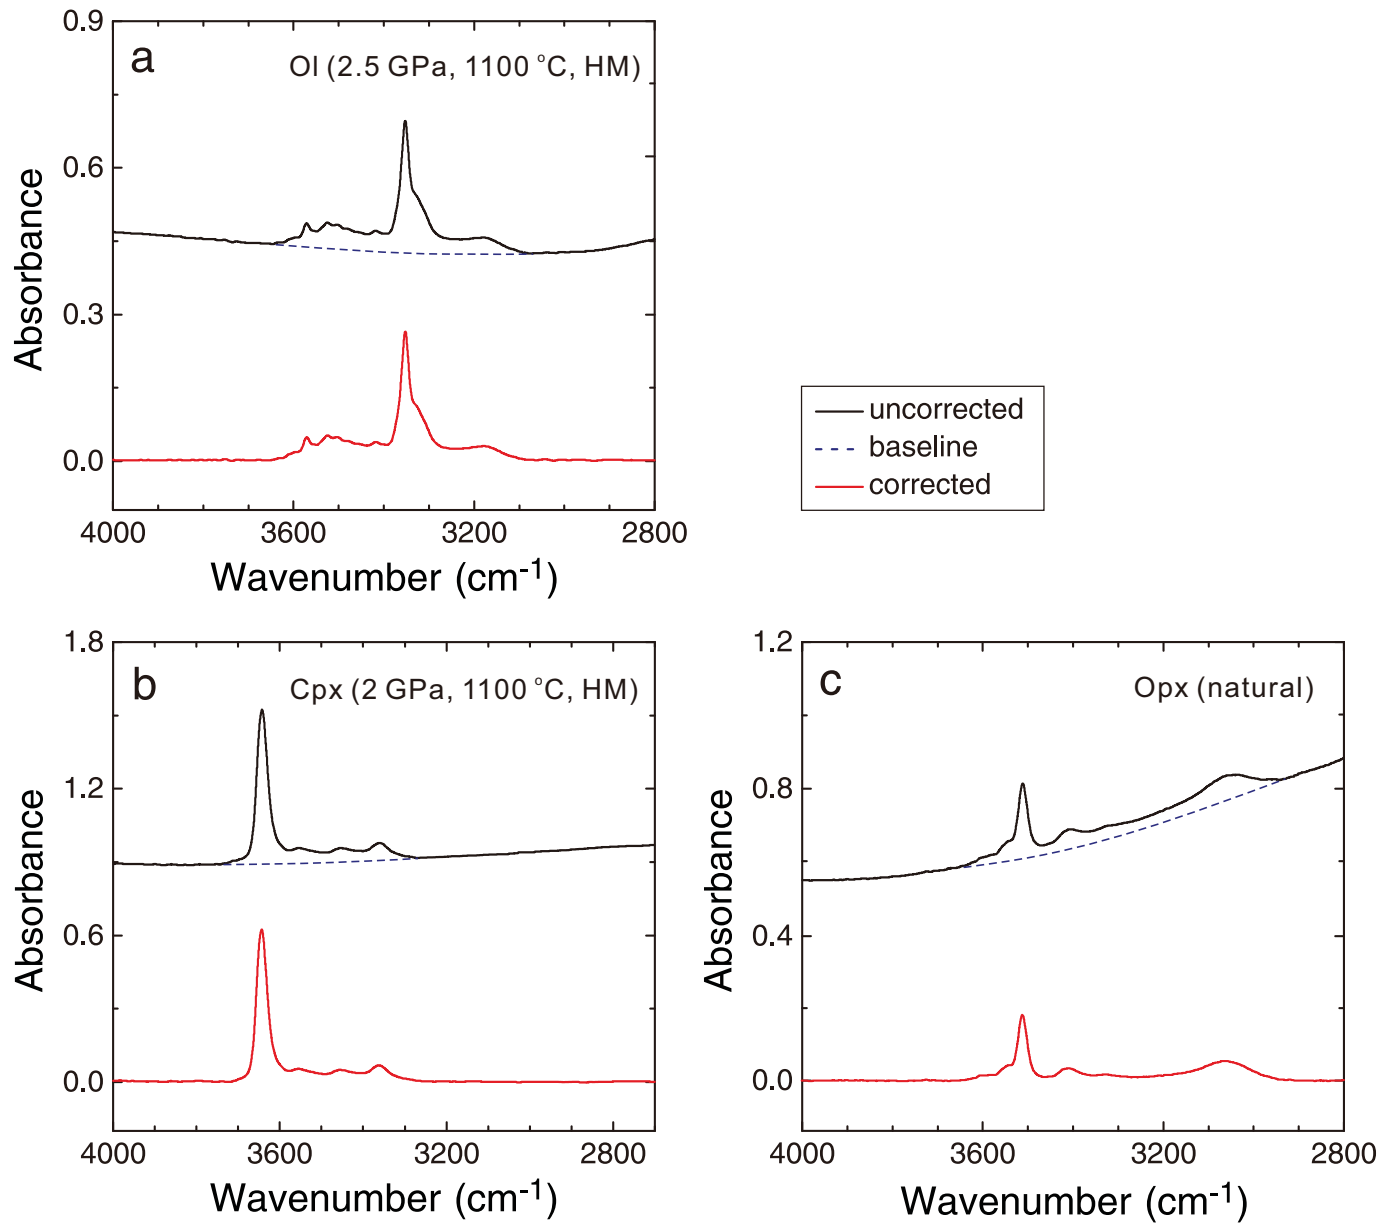 a
Ol (2.5 GPa, 1100 °C, HM)
0.9
0.6
0.3
0.0
Absorbance
4000 3600 3200 2800
Wavenumber (cm-1)
uncorrected
baseline
corrected
b
Cpx (2 GPa, 1100 °C, HM)
1.8
1.2
0.6
0.0
Absorbance
4000 3600 3200 2800
Wavenumber (cm-1)
c
Opx (natural)
1.2
0.8
0.4
0.0
Absorbance
4000 3600 3200 2800
Wavenumber (cm-1)